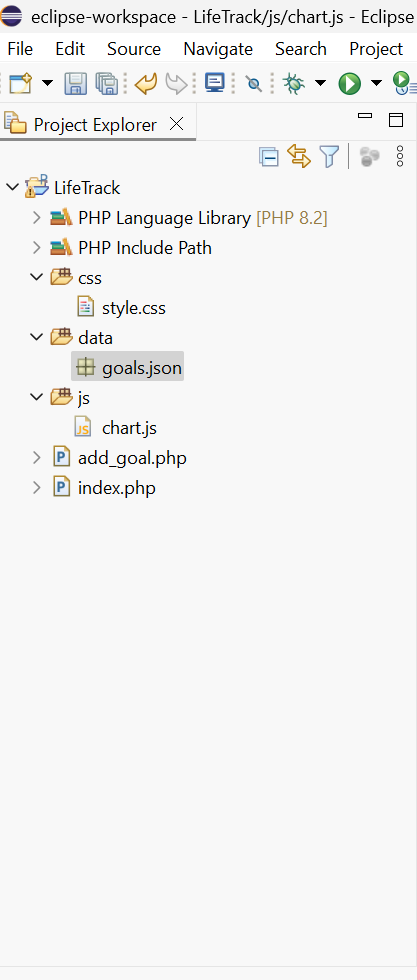 eclipse-workspace - LifeTrack/js/chart.js - Eclipse
File Edit Source Navigate Search Project
Project Explorer
LifeTrack
PHP Language Library [PHP 8.2]
PHP Include Path
css
style.css
data
goals.json
js
JS chart.js
P add_goal.php
P index.php